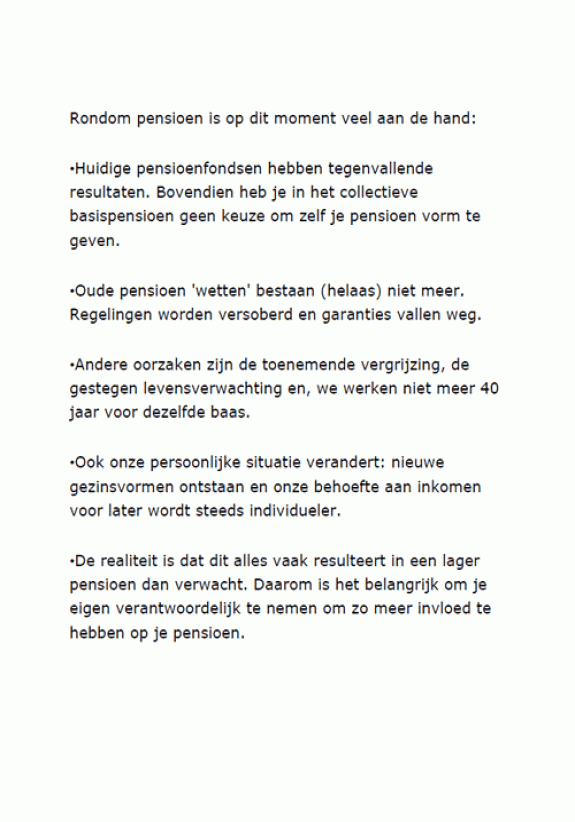 Rondom pensioen is op dit moment veel aan de hand:
•Huidige pensioenfondsen hebben tegenvallende
resultaten. Bovendien heb je in het collectieve
basispensioen geen keuze om zelf je pensioen vorm te
geven.
•Oude pensioen 'wetten' bestaan (helaas) niet meer.
Regelingen worden versoberd en garanties vallen weg.
•Andere oorzaken zijn de toenemende vergrijzing, de
gestegen levensverwachting en, we werken niet meer 40
jaar voor dezelfde baas.
•Ook onze persoonlijke situatie verandert: nieuwe
gezinsvormen ontstaan en onze behoefte aan inkomen
voor later wordt steeds individueler.
•De realiteit is dat dit alles vaak resulteert in een lager
pensioen dan verwacht. Daarom is het belangrijk om je
eigen verantwoordelijk te nemen om zo meer invloed te
hebben op je pensioen.